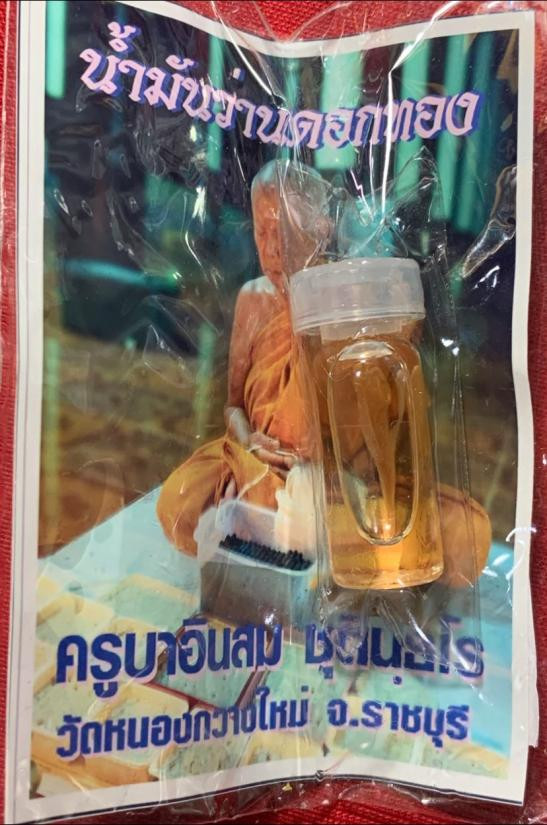 น้ำมันว่านดอกทอง
ครูบาอินสม ชุตินฺธโร
วัดหนองกวางใหม่ จ.ราชบุรี